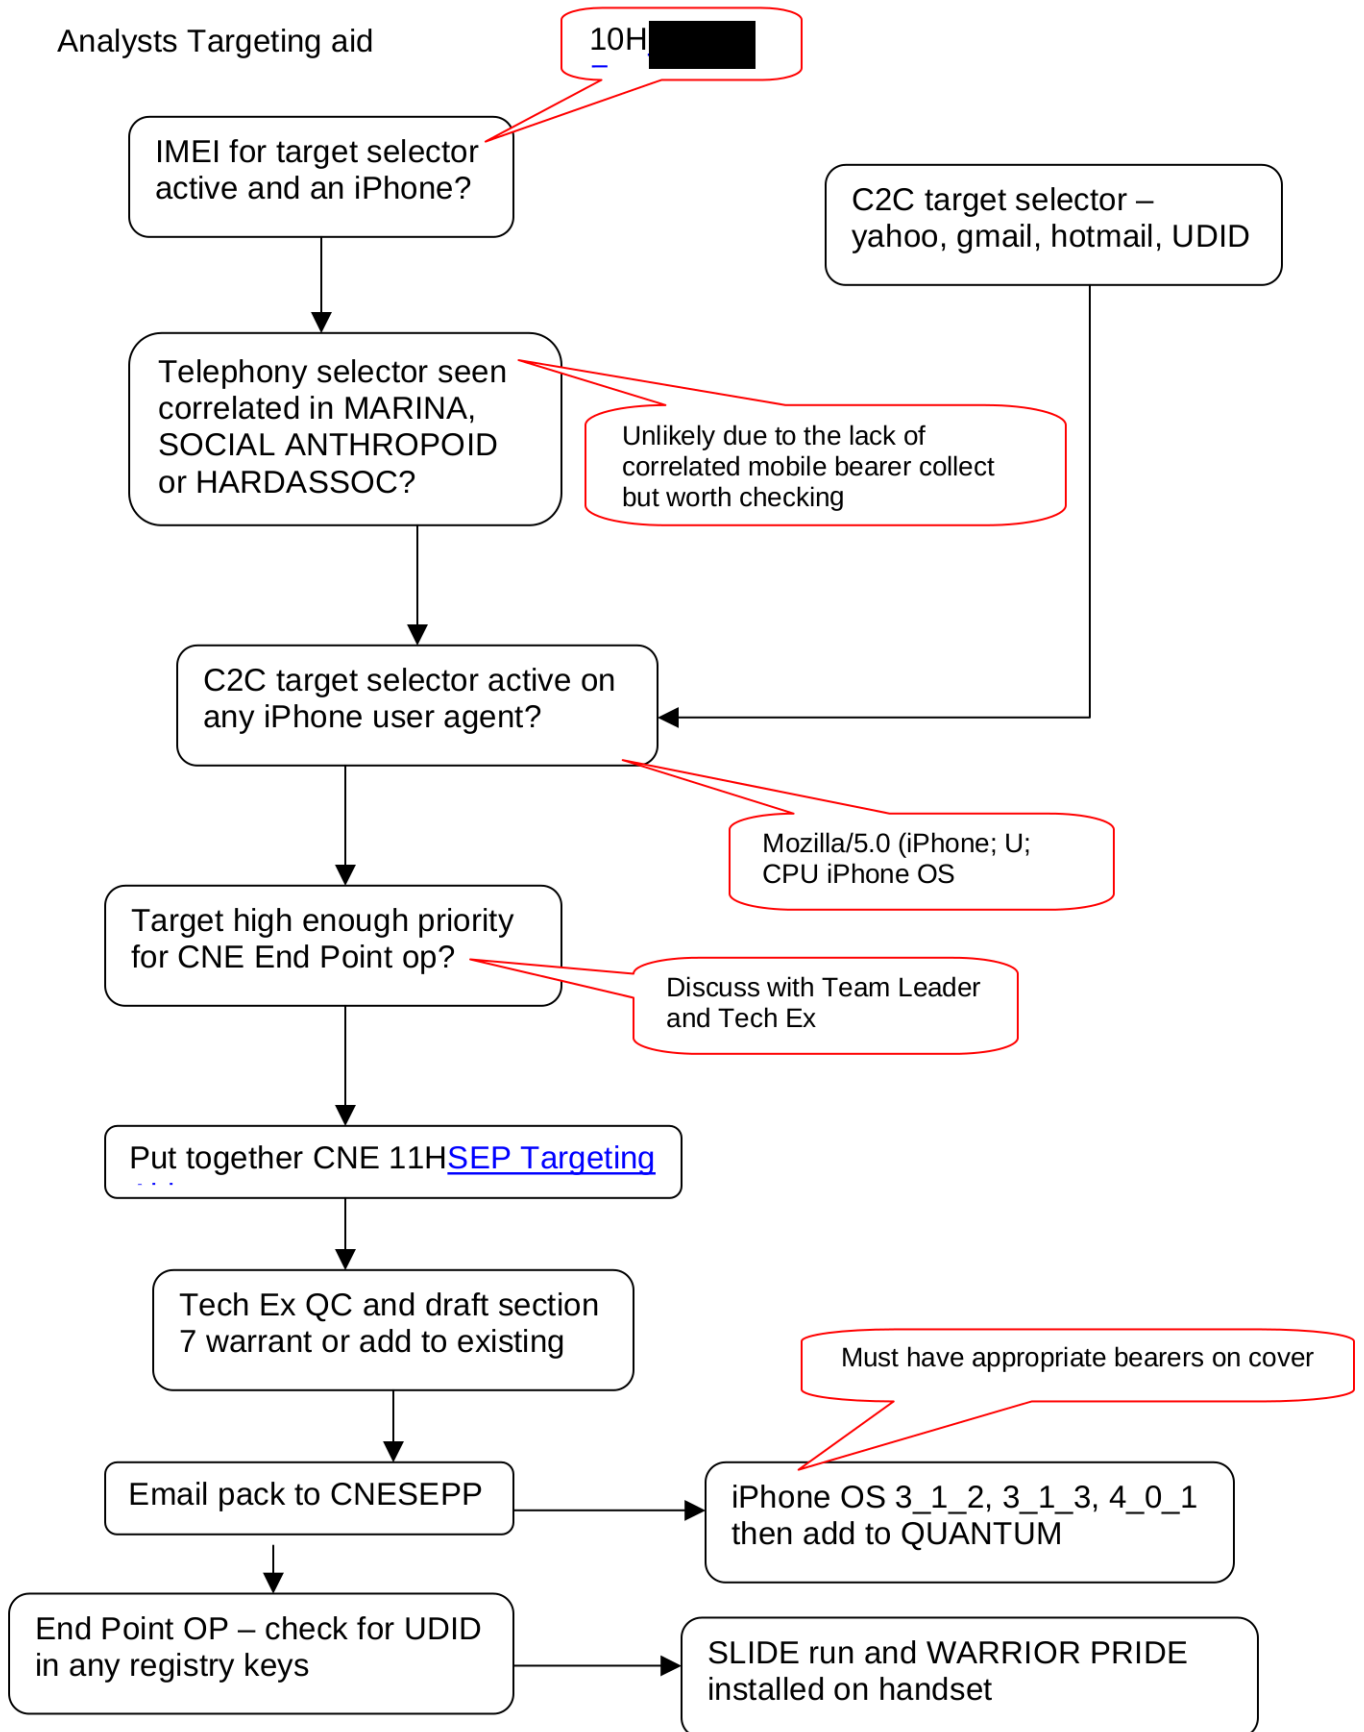 Analysts Targeting aid
10H
IMEI for target selector
active and an iPhone?
C2C target selector –
yahoo, gmail, hotmail, UDID
Telephony selector seen
correlated in MARINA,
SOCIAL ANTHROPOID
or HARDASSOC?
Unlikely due to the lack of
correlated mobile bearer collect
but worth checking
C2C target selector active on
any iPhone user agent?
Mozilla/5.0 (iPhone; U;
CPU iPhone OS
Target high enough priority
for CNE End Point op?
Discuss with Team Leader
and Tech Ex
Put together CNE 11HSEP Targeting
Tech Ex QC and draft section
7 warrant or add to existing
Must have appropriate bearers on cover
Email pack to CNESEPP
iPhone OS 3_1_2, 3_1_3, 4_0_1
then add to QUANTUM
End Point OP – check for UDID
in any registry keys
SLIDE run and WARRIOR PRIDE
installed on handset